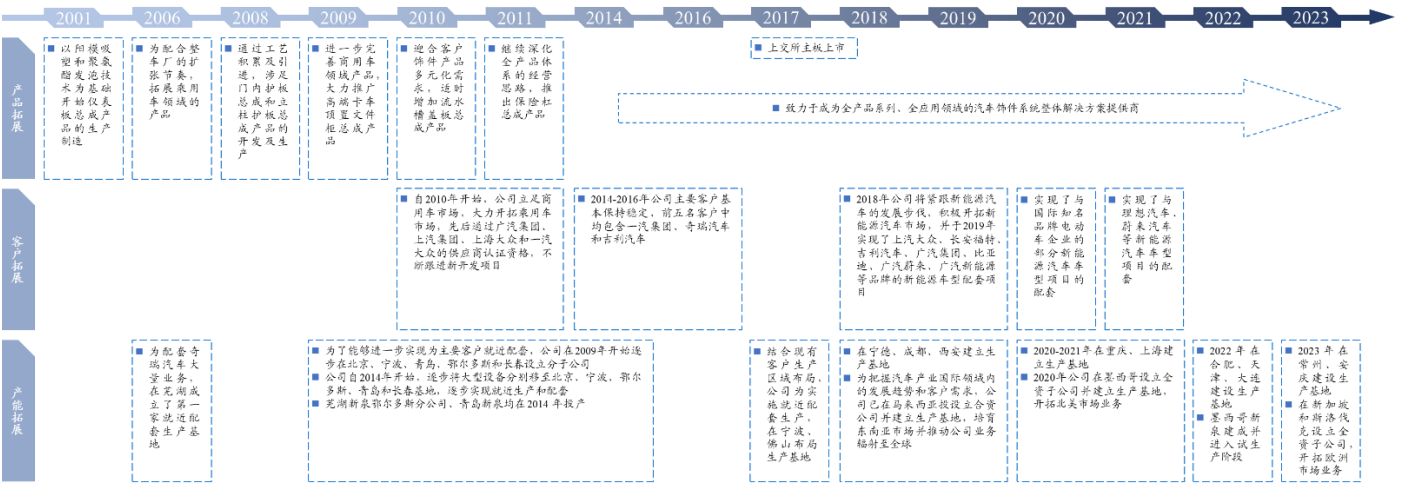 2001
2006
2008
2009
2010
2011
2014
2016
2017
2018
2019
2020
2021
2022
2023
产品拓展
以阳模吸
塑和聚氨
酯发泡技
术为基础
开始仪表
板总成产
品的生产
制造
为配合整
车厂的扩
张节奏，
拓展乘用
车领域的
产品
通过工艺
积累及引
进，涉足
门内护板
总成和立
柱护板总
成产品的
开发及生
产
进一步完
善商用车
领域产品，
大力推广
高端卡车
顶置文件
柜总成产
品
迎合客户
饰件产品
多元化需
求，适时
增加流水
槽盖板总
成产品
继续深化
全产品体
系的经营
思路，推
出保险杠
总成产品
上交所主板上市
致力于成为全产品系列、全应用领域的汽车饰件系统整体解决方案提供商
客户拓展
自2010年开始，公司立足商
用车市场，大力开拓乘用车
市场，先后通过广汽集团、
上汽集团、上海大众和一汽
大众的供应商认证资格，不
断跟进新开发项目
2014-2016年公司主要客户基
本保持稳定，前五名客户中
均包含一汽集团、奇瑞汽车
和吉利汽车
2018年公司将紧跟新能源汽
车的发展步伐，积极开拓新
能源汽车市场，并于2019年
实现了上汽大众、长安福特、
吉利汽车、广汽集团、比亚
迪、广汽蔚来，广汽新能源
等品牌的新能源车型配套项
目
实现了与
国际知名
品牌电动
车企业的
部分新能
源汽车车
型项目的
配套
实现了与
理想汽车、
蔚来汽车
等新能源
汽车车型
项目的配
套
产能拓展
为配套奇
瑞汽车大
量业务，
在芜湖成
立了第一
家就近配
套生产基
地
为了能够进一步实现为主要客户就近配套，公司在2009年开始逐
步在北京、宁波、青岛、鄂尔多斯和长春设立分子公司
公司自2014年开始，逐步将大型设备分别移至北京、宁波、鄂尔
多斯、青岛和长春基地，逐步实现就近生产和配套
芜湖新泉鄂尔多斯分公司、青岛新泉均在2014 年投产
结合现有
客户生产
区域布局，
公司为实
施就近配
套生产，
在宁波、
佛山布局
生产基地
在宁德、成都，西安建立生
产基地
为把握汽车产业国际领域内
的发展趋势和客户需求，公
司已在马来西亚投设立合资
公司并建立生产基地，培育
东南亚市场并推动公司业务
辐射至全球
2020-2021年在重庆、上海建
立生产基地
2020年公司在墨西哥设立全
资子公司并建立生产基地，
开拓北美市场业务
2022 年在
合肥、天
津、大连
建设生产
基地
墨西哥新
泉建成并
进入试生
产阶段
2023 年在
常州、安
庆建设生
产基地
在新加坡
和斯洛伐
克设立全
资子公司，
开拓欧洲
市场业务